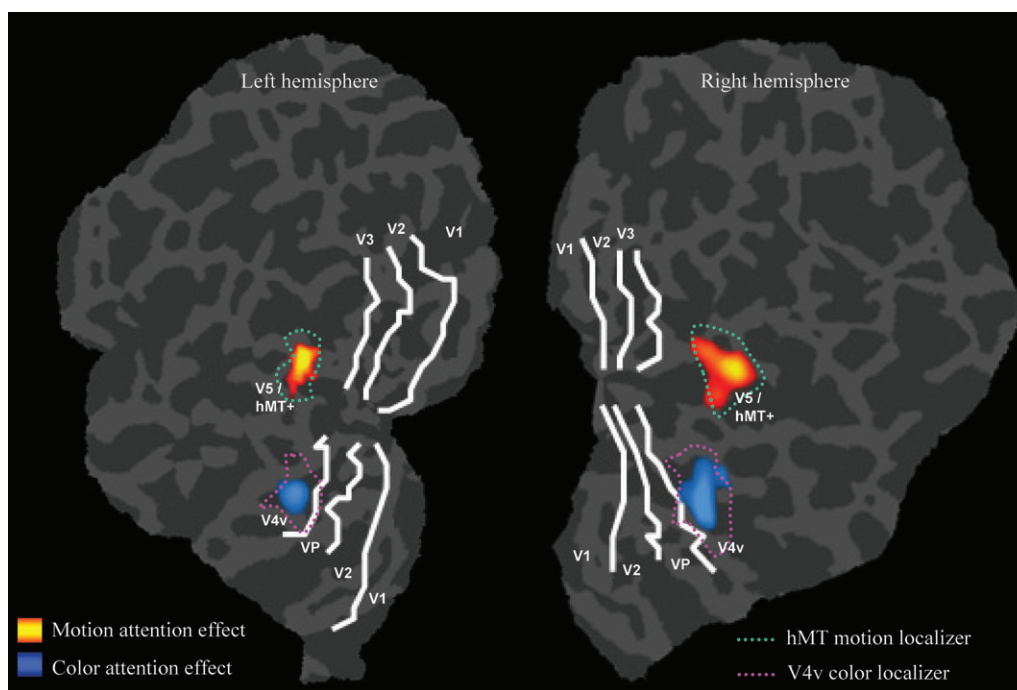 Left hemisphere
Right hemisphere
V3 V2 V1
V1 V2 V3
V5 /
hMT+
V5 /
hMT+
V4v
VP
V2
V1
V1 V2 VP V4v
Motion attention effect
Color attention effect
hMT motion localizer
V4v color localizer